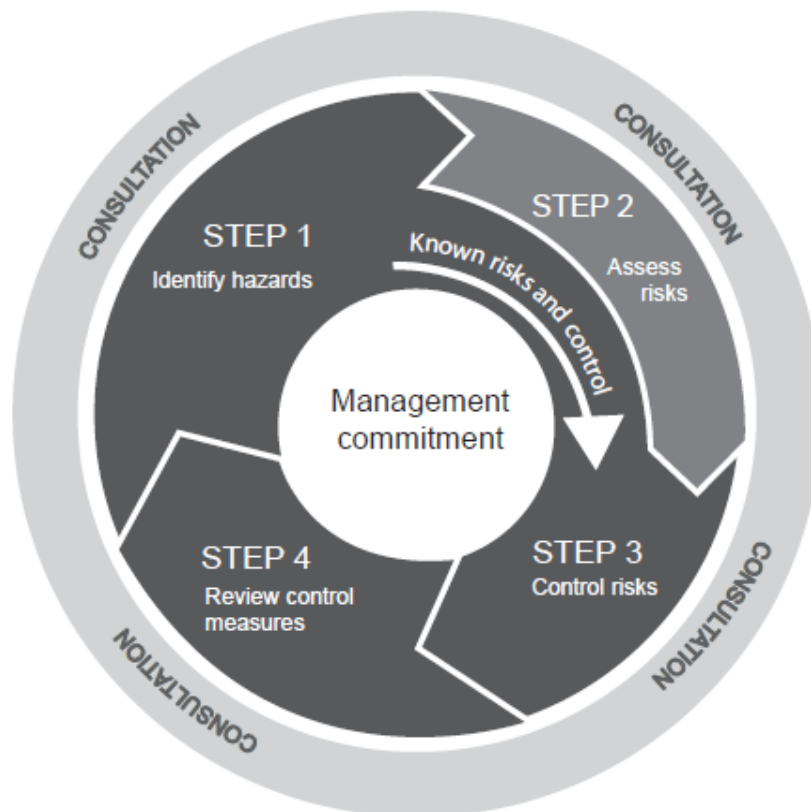 CONSULTATION
CONSULTATION
STEP 1
Identify hazards
STEP 2
Assess
risks
Known risks and control
Management
commitment
STEP 3
Control risks
STEP 4
Review control
measures
CONSULTATION
CONSULTATION